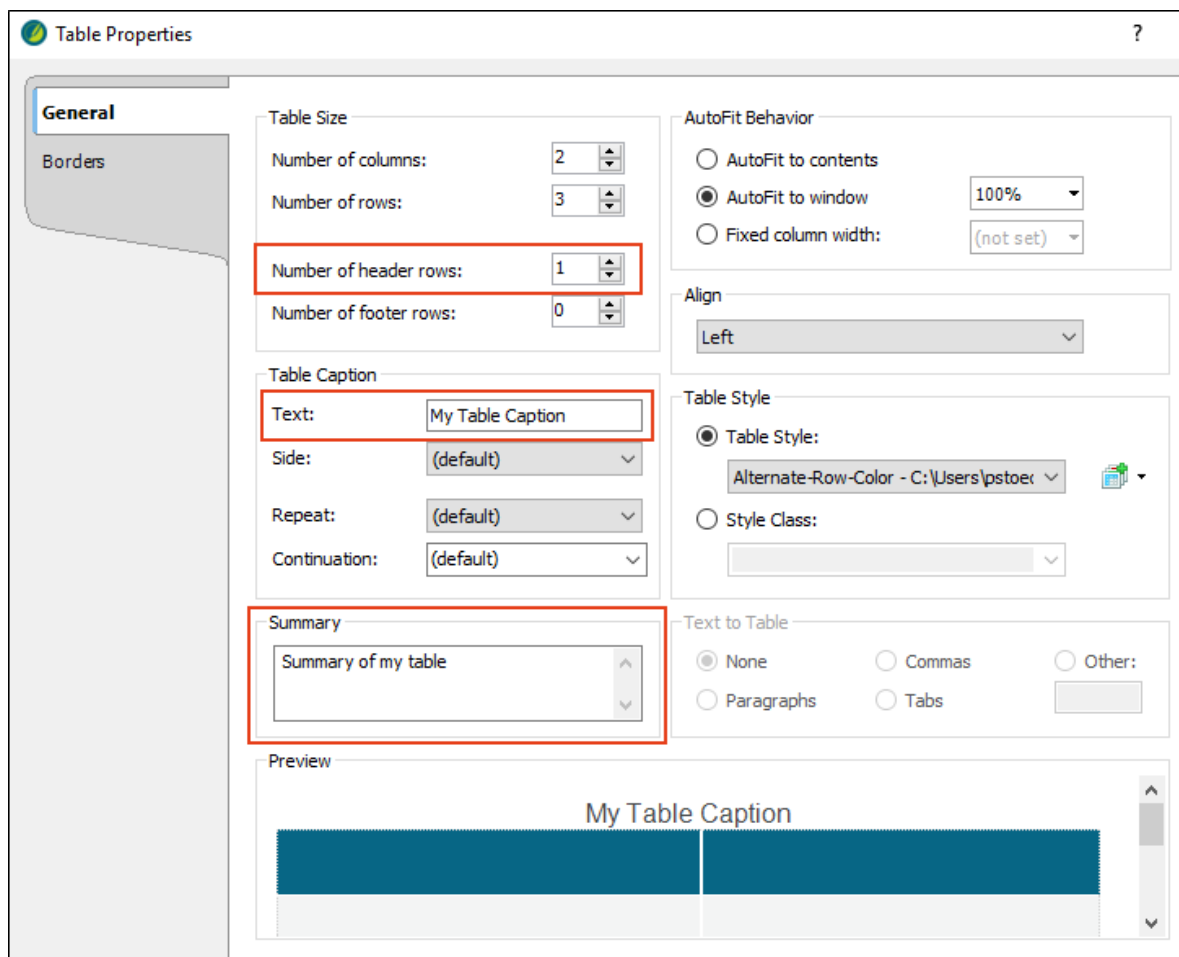 Table Properties
?
General
Borders
Table Size
Number of columns:
2
Number of rows:
3
Number of header rows:
1
Number of footer rows:
0
Table Caption
Text:
My Table Caption
Side:
(default)
Repeat:
(default)
Continuation:
(default)
Summary
Summary of my table
AutoFit Behavior
AutoFit to contents
AutoFit to window
100%
Fixed column width:
(not set)
Align
Left
Table Style
Table Style:
Alternate-Row-Color - C:\Users\pstoec
Style Class:
Text to Table
None
Commas
Other:
Paragraphs
Tabs
Preview
My Table Caption